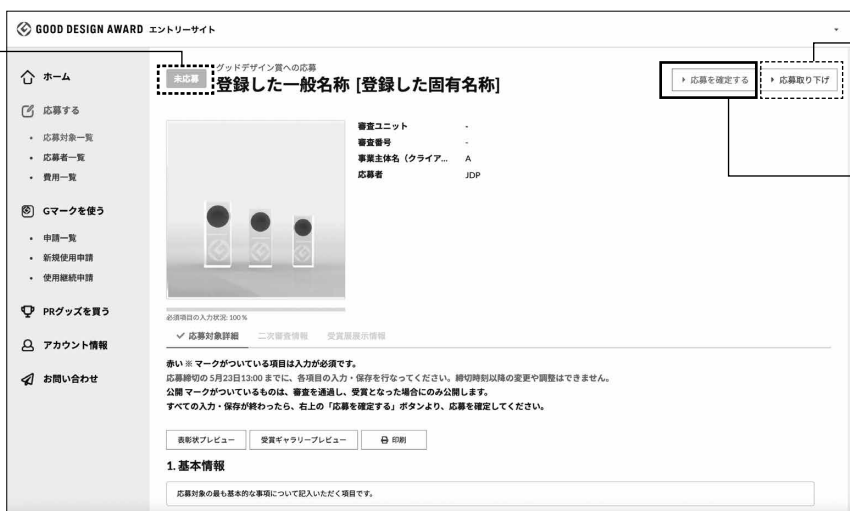 GOOD DESIGN AWARD エントリーサイト
ホーム
応募する
応募対象一覧
応募者一覧
費用一覧
Gマークを使う
申請一覧
新規使用申請
使用継続申請
PRグッズを買う
アカウント情報
お問い合わせ
グッドデザイン賞への応募
未応募 登録した一般名称 [登録した固有名称]
応募を確定する 応募取り下げ
審査ユニット -
審査番号 -
事業主体名（クライア... A
応募者 JDP
必須項目の入力状況: 100 %
応募対象詳細 二次審査情報 受賞展展示情報
赤い ※ マークがついている項目は入力が必須です。
応募締切の 5月23日13:00 までに、各項目の入力・保存を行なってください。締切時刻以降の変更や調整はできません。
公開 マークがついているものは、審査を通過し、受賞となった場合にのみ公開します。
すべての入力・保存が終わったら、右上の「応募を確定する」ボタンより、応募を確定してください。
表彰状プレビュー 受賞ギャラリープレビュー 印刷
1. 基本情報
応募対象の最も基本的な事項について記入いただく項目です。